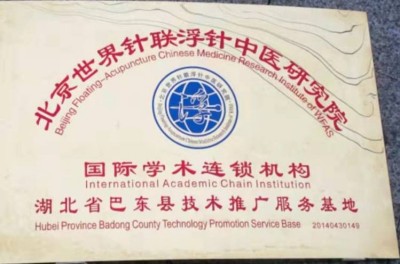 北京世界针联浮针中医研究院
Beijing Floating-Acupuncture Chinese Medicine Research Institute of WFAS
国际学术连锁机构
International Academic Chain Institution
湖北省巴东县技术推广服务基地
Hubei Province Badong County Technology Promotion Service Base 20140430149